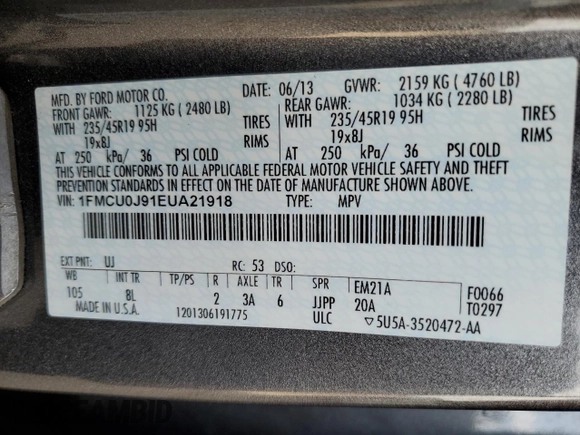 MFD. BY FORD MOTOR CO. DATE: 06/13 GVWR: 2159 KG ( 4760 LB)
FRONT GAWR: 1125 KG ( 2480 LB) REAR GAWR: 1034 KG ( 2280 LB)
WITH 235/45R19 95H TIRES WITH 235/45R19 95H TIRES
19x8J RIMS 19x8J RIMS
AT 250 kPa/ 36 PSI COLD AT 250 kPa/ 36 PSI COLD
THIS VEHICLE CONFORMS TO ALL APPLICABLE FEDERAL MOTOR VEHICLE SAFETY AND THEFT
PREVENTION STANDARDS IN EFFECT ON THE DATE OF MANUFACTURE SHOWN ABOVE.
VIN: 1FMCU0J91EUA21918 TYPE: MPV
EXT PNT: UJ RC: 53 DSO:
WB INT TR TP/PS R AXLE TR SPR EM21A F0066
105 8L 2 3A 6 JJPP 20A T0297
MADE IN U.S.A. 1201306191775 ULC ▽5U5A-3520472-AA